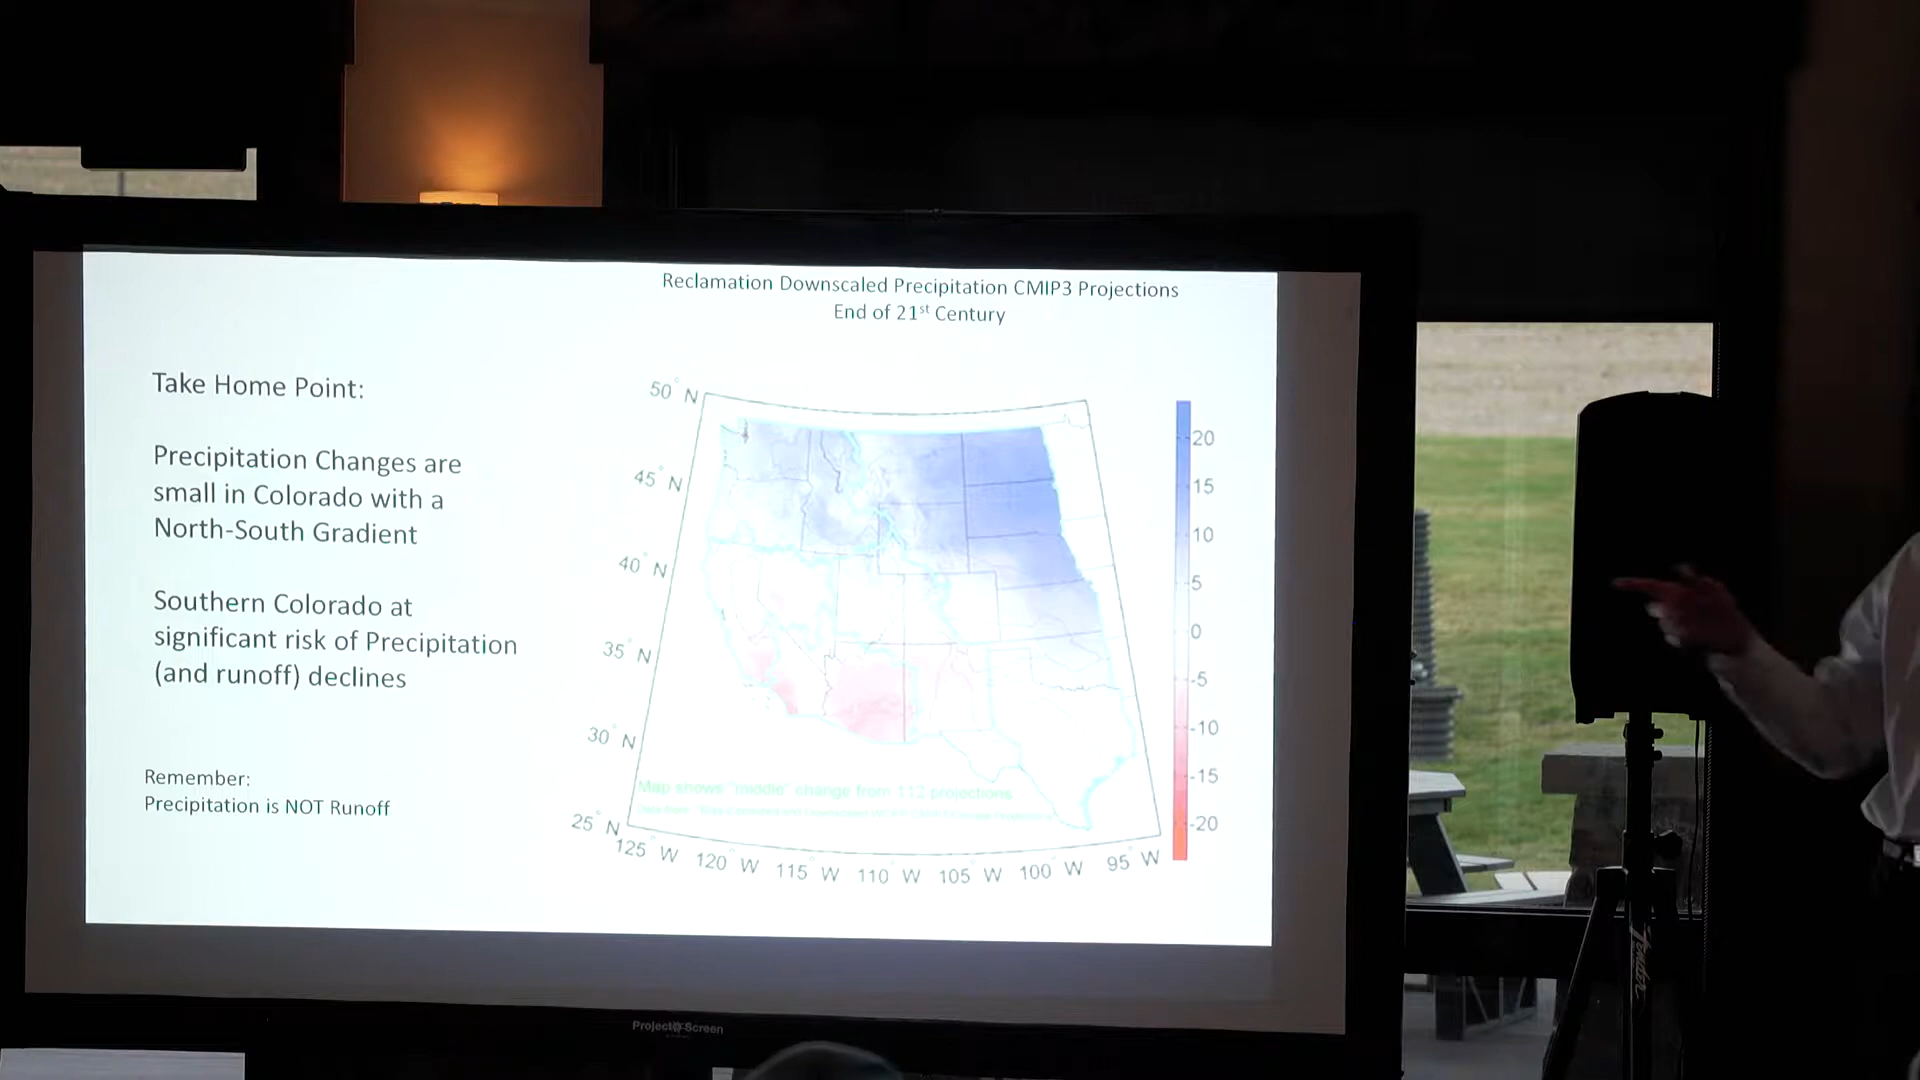 Reclamation Downscaled Precipitation CMIP3 Projections
End of 21st Century
Take Home Point:
Precipitation Changes are
small in Colorado with a
North-South Gradient
Southern Colorado at
significant risk of Precipitation
(and runoff) declines
Remember:
Precipitation is NOT Runoff
50° N
45° N
40° N
35° N
30° N
25° N
125° W 120° W 115° W 110° W 105° W 100° W 95° W
20
15
10
5
0
-5
-10
-15
-20
Map shows "middle" change from 112 projections
Project Screen
Fender